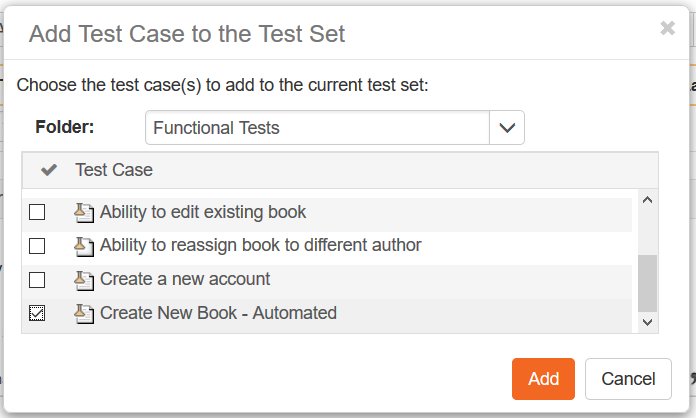 Add Test Case to the Test Set
Choose the test case(s) to add to the current test set:
Folder: Functional Tests
Test Case
Ability to edit existing book
Ability to reassign book to different author
Create a new account
Create New Book - Automated
Add Cancel